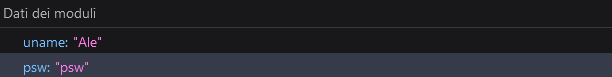 Dati dei moduli
uname: "Ale"
psw: "psw"